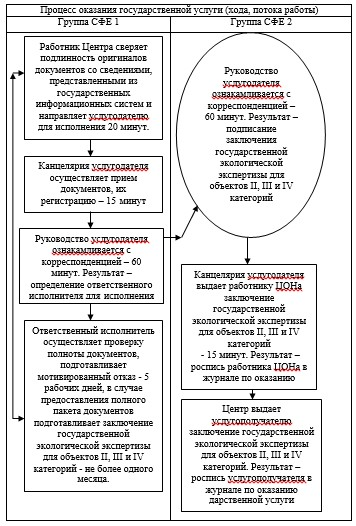 Процесс оказания государственной услуги (хода, потока работы)
Группа СФЕ 1
Группа СФЕ 2
Работник Центра сверяет
подлинность оригиналов
документов со сведениями,
представленными из
государственных
информационных систем и
направляет услугодателю
для исполнения 20 минут.
Канцелярия услугодателя
осуществляет прием
документов, их
регистрацию – 15 минут
Руководство услугодателя
ознакамливается с
корреспонденцией – 60
минут. Результат –
определение ответственного
исполнителя для исполнения
Ответственный исполнитель
осуществляет проверку
полноты документов,
подготавливает
мотивированный отказ - 5
рабочих дней, в случае
предоставления полного
пакета документов
подготавливает заключение
государственной
экологической экспертизы
для объектов II, III и IV
категорий - не более одного
месяца.
Руководство
услугодателя
ознакамливается с
корреспонденцией –
60 минут. Результат –
подписание
заключения
государственной
экологической
экспертизы для
объектов II, III и IV
категорий
Канцелярия услугодателя
выдает работнику ЦОНа
заключение
государственной
экологической экспертизы
для объектов II, III и IV
категорий
- 15 минут. Результат –
роспись работника ЦОНа в
журнале по оказанию
Центр выдает
услугополучателю
заключение государственной
экологической экспертизы
для объектов II, III и IV
категорий. Результат –
роспись услугополучателя в
журнале по оказанию
дарственной услуги